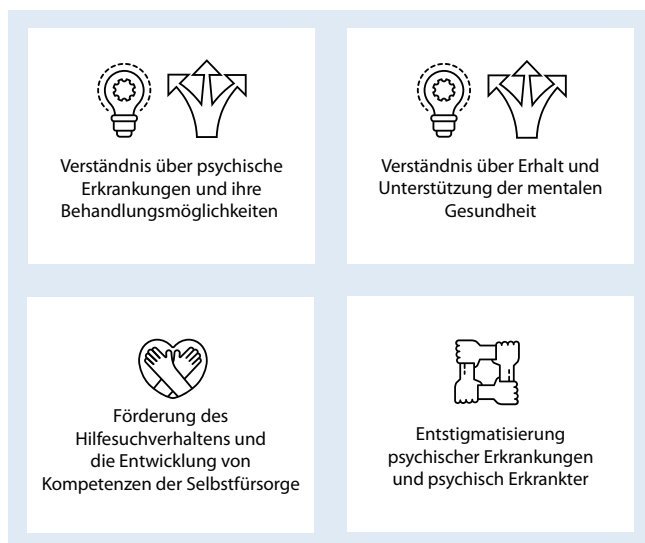 Verständnis über psychische
Erkrankungen und ihre
Behandlungsmöglichkeiten
Verständnis über Erhalt und
Unterstützung der mentalen
Gesundheit
Förderung des
Hilfesuchverhaltens und
die Entwicklung von
Kompetenzen der Selbstfürsorge
Entstigmatisierung
psychischer Erkrankungen
und psychisch Erkrankter